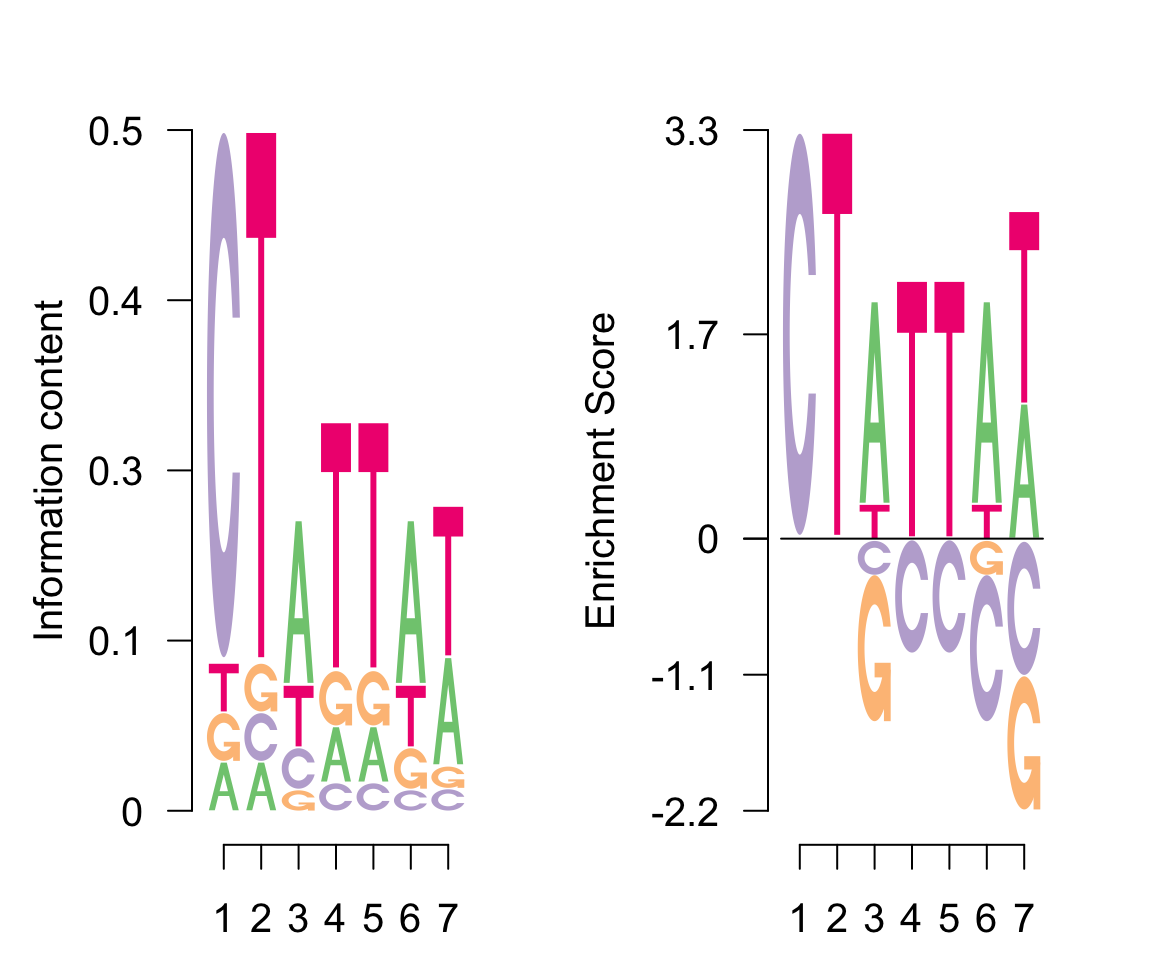 Information content
0.5
0.4
0.3
0.1
0
C T
T G A T T A T
G C T G G T A
A A C A A G G
G C C C C
1 2 3 4 5 6 7
Enrichment Score
3.3
1.7
0
-1.1
-2.2
C T A T T A T
T T A
C C C G C
G C G
1 2 3 4 5 6 7